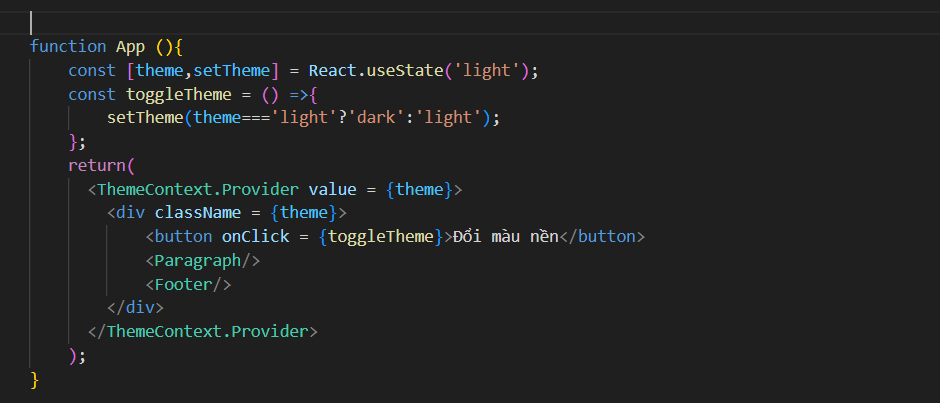 function App (){
const [theme,setTheme] = React.useState('light');
const toggleTheme = () =>{
setTheme(theme==='light'?'dark':'light');
};
return(
<ThemeContext.Provider value = {theme}>
<div className = {theme}>
<button onClick = {toggleTheme}>Đổi màu nền</button>
<Paragraph/>
<Footer/>
</div>
</ThemeContext.Provider>
);
}